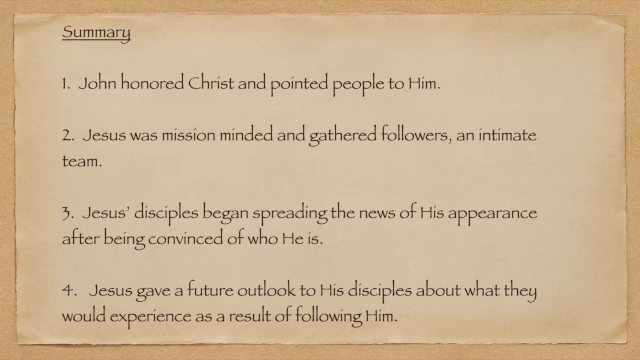 Summary
1. John honored Christ and pointed people to Him.
2. Jesus was mission minded and gathered followers, an intimate
team.
3. Jesus’ disciples began spreading the news of His appearance
after being convinced of who He is.
4. Jesus gave a future outlook to His disciples about what they
would experience as a result of following Him.